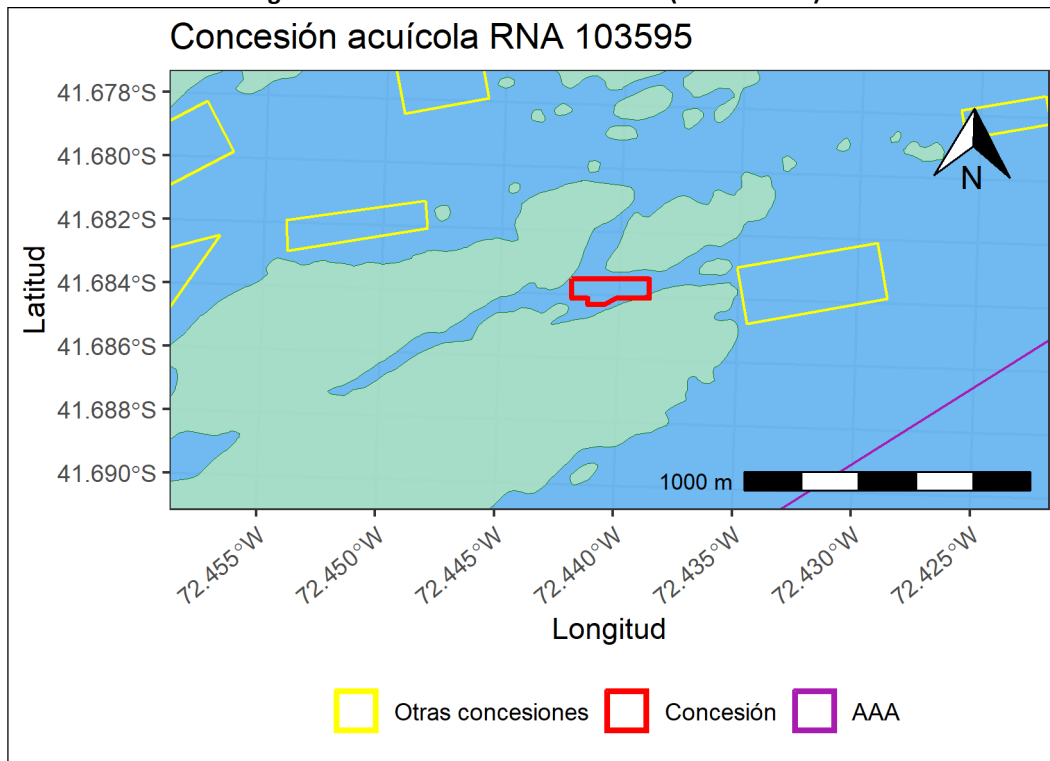 Concesión acuícola RNA 103595
41.678°S
41.680°S
41.682°S
41.684°S
41.686°S
41.688°S
41.690°S
Latitud
N
1000 m
72.455°W
72.450°W
72.445°W
72.440°W
72.435°W
72.430°W
72.425°W
Longitud
Otras concesiones
Concesión
AAA